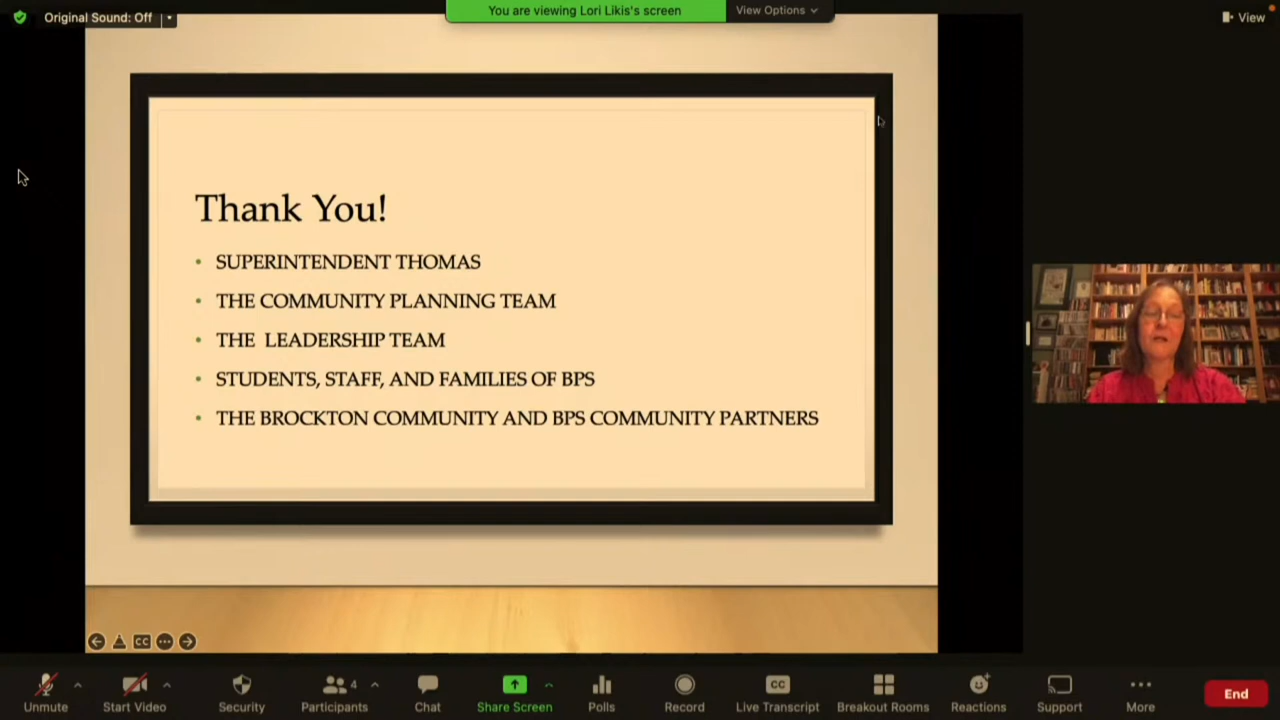 Original Sound: Off
You are viewing Lori Likis's screen
View Options
View
Thank You!
• SUPERINTENDENT THOMAS
• THE COMMUNITY PLANNING TEAM
• THE LEADERSHIP TEAM
• STUDENTS, STAFF, AND FAMILIES OF BPS
• THE BROCKTON COMMUNITY AND BPS COMMUNITY PARTNERS
CC
4
CC
Unmute
Start Video
Security
Participants
Chat
Share Screen
Polls
Record
Live Transcript
Breakout Rooms
Reactions
Support
More
End